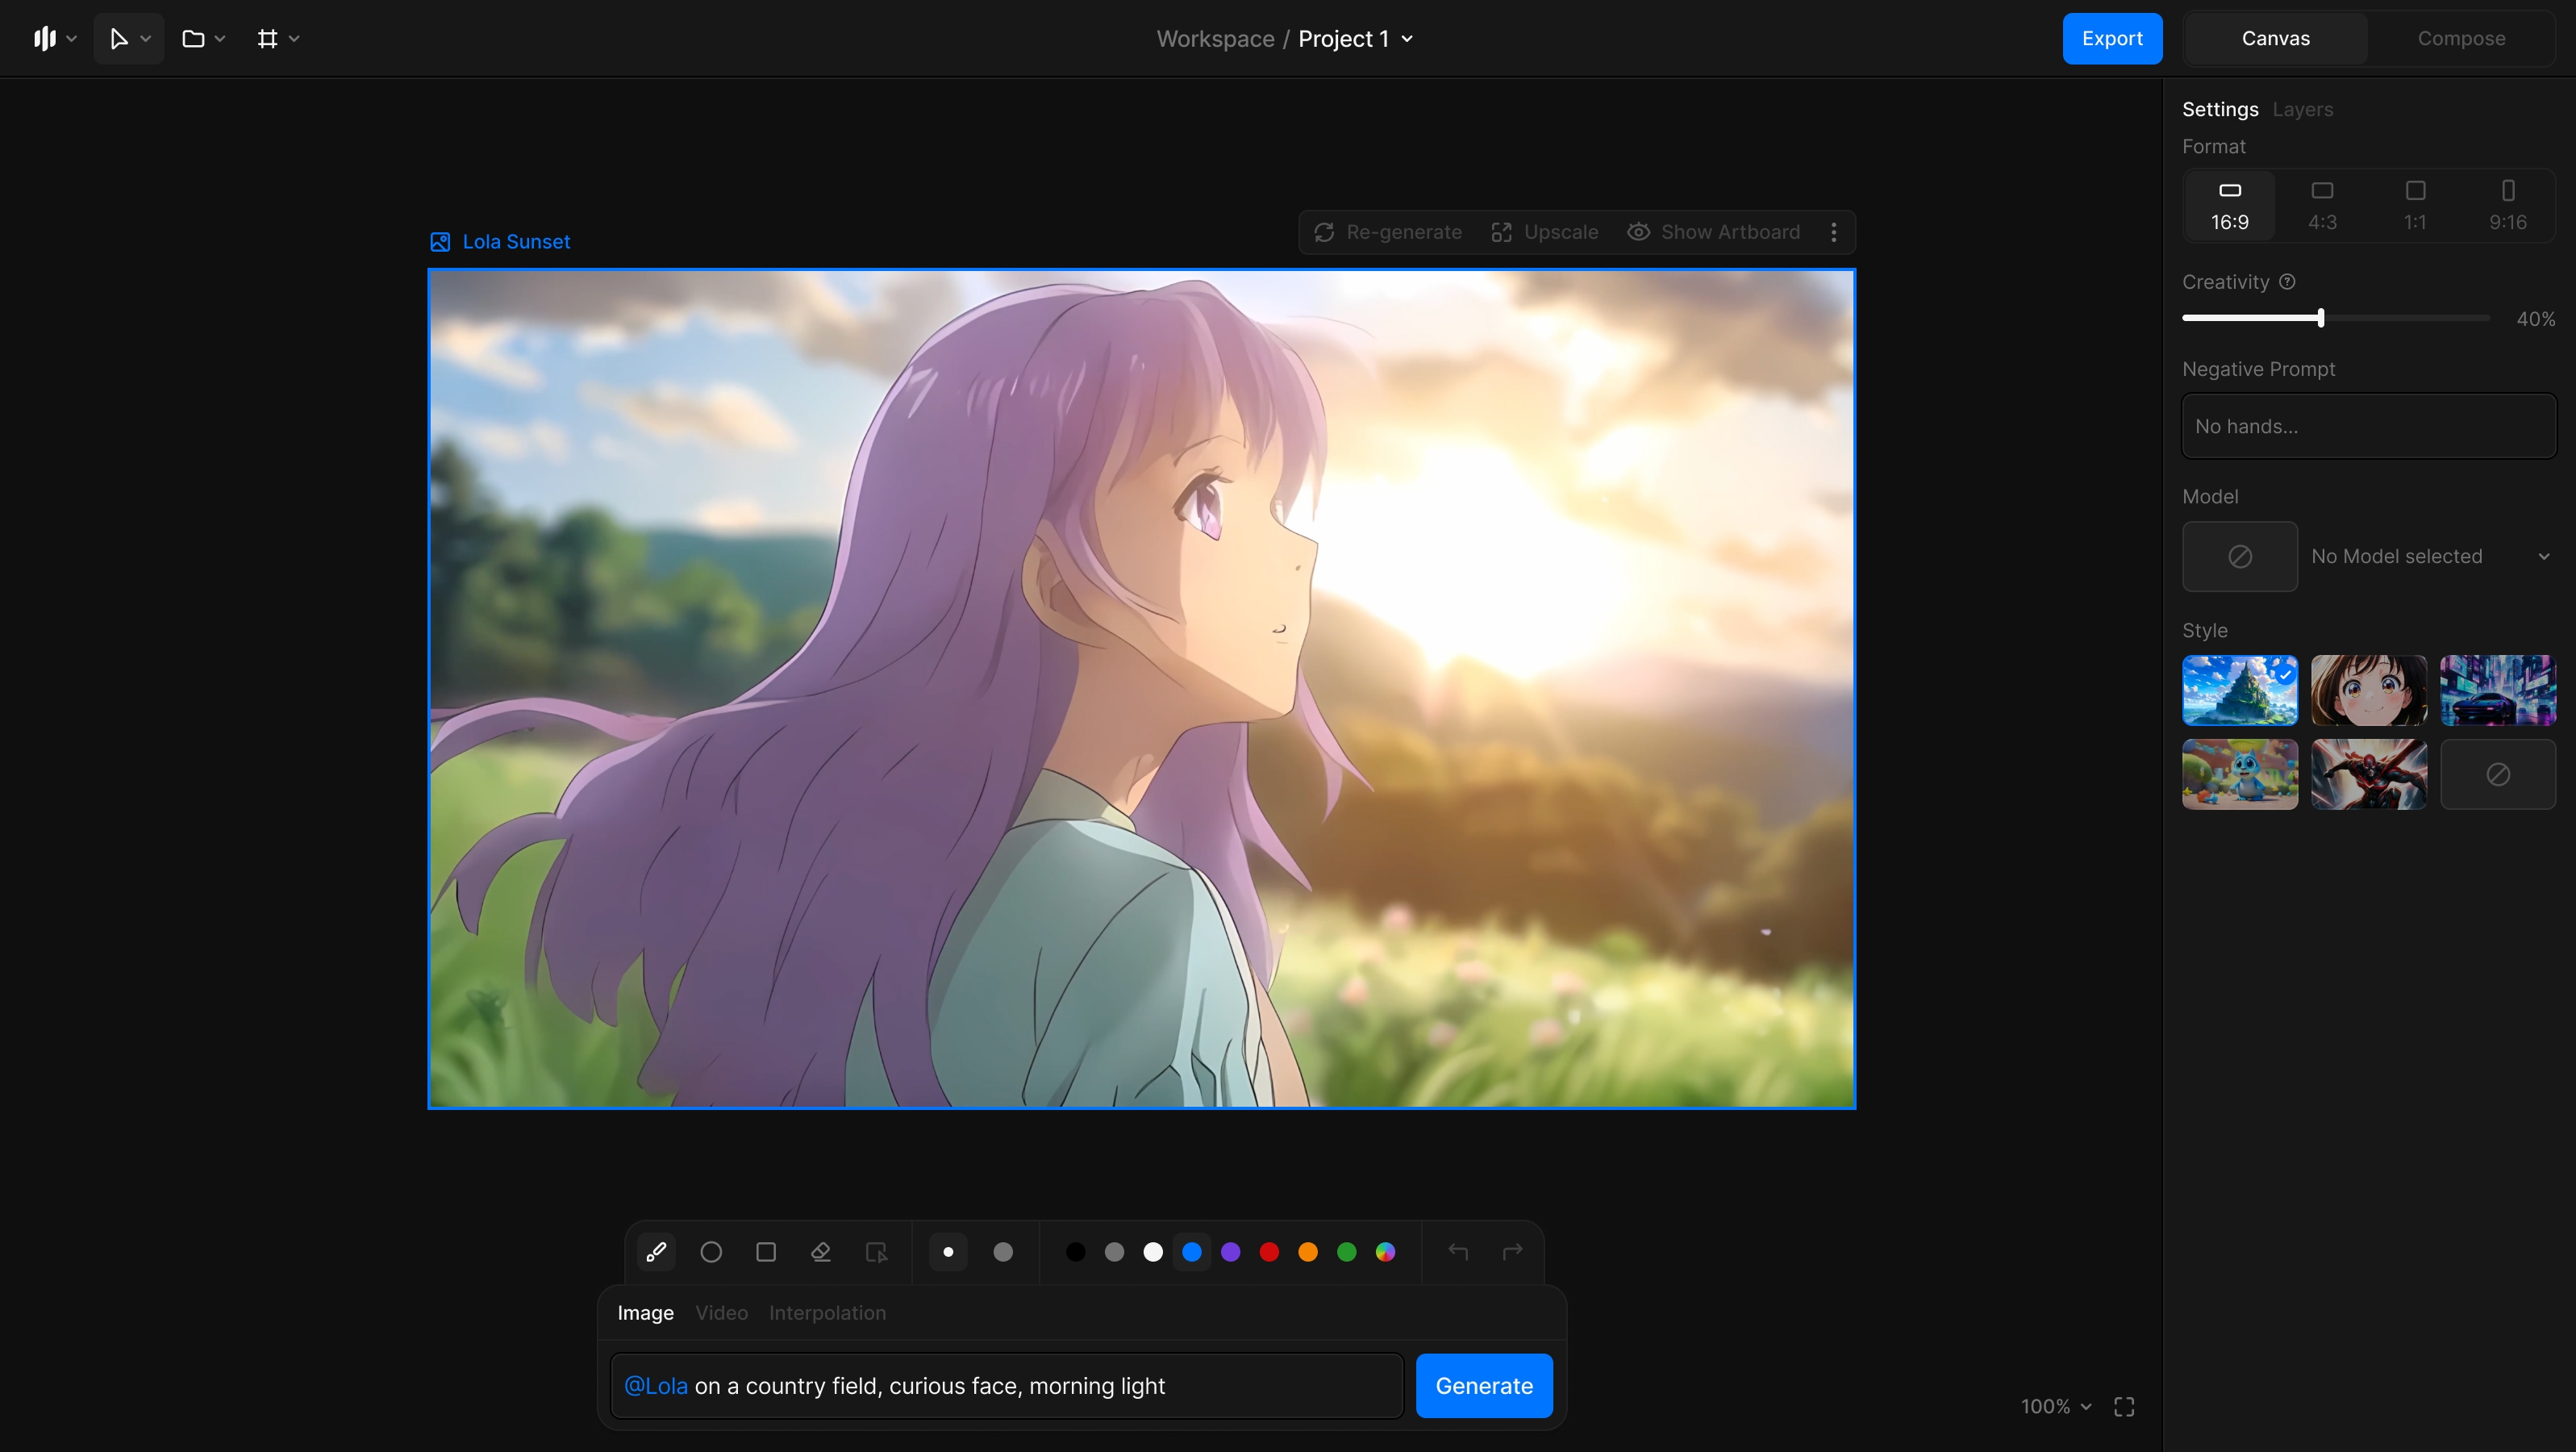 Workspace / Project 1
Export
Canvas
Compose
Settings
Layers
Format
16:9
4:3
1:1
9:16
Creativity
40%
Negative Prompt
No hands...
Model
No Model selected
Style
Lola Sunset
Re-generate
Upscale
Show Artboard
Image
Video
Interpolation
@Lola on a country field, curious face, morning light
Generate
100%